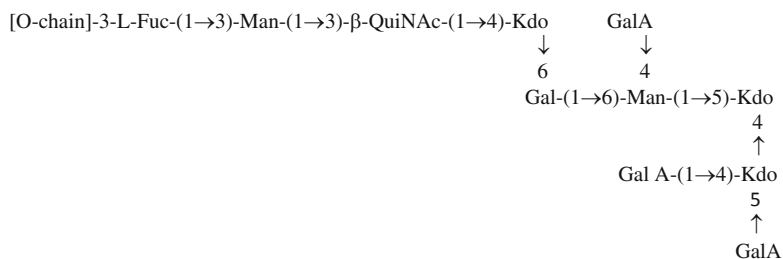 [O-chain]-3-L-Fuc-(1→3)-Man-(1→3)-β-QuiNAc-(1→4)-Kdo GalA
↓ ↓
6 4
Gal-(1→6)-Man-(1→5)-Kdo
4
↑
Gal A-(1→4)-Kdo
5
↑
GalA